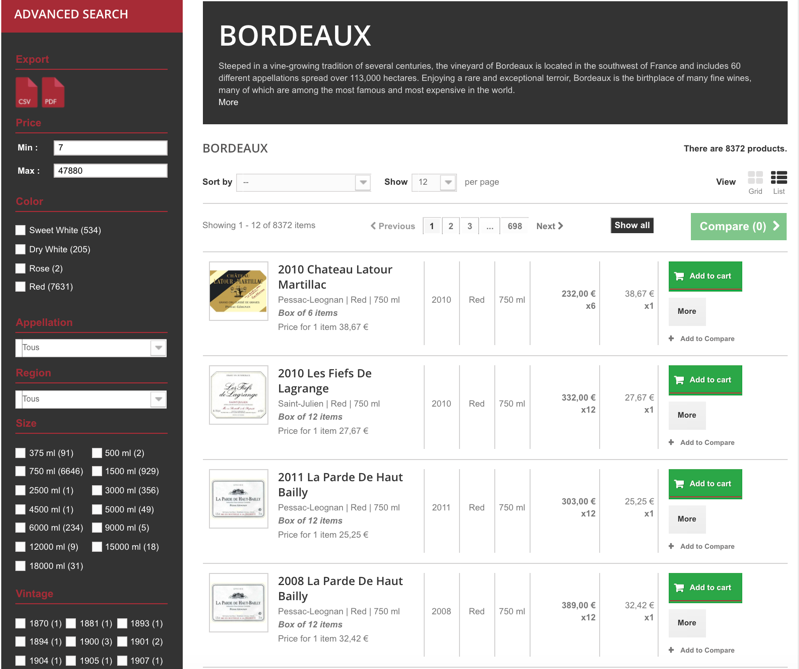 ADVANCED SEARCH
Export
CSV PDF
Price
Min : 7
Max : 47880
Color
Sweet White (534)
Dry White (205)
Rose (2)
Red (7631)
Appellation
Tous
Region
Tous
Size
375 ml (91) 500 ml (2)
750 ml (6646) 1500 ml (929)
2500 ml (1) 3000 ml (356)
4500 ml (1) 5000 ml (49)
6000 ml (234) 9000 ml (5)
12000 ml (9) 15000 ml (18)
18000 ml (31)
Vintage
1870 (1) 1881 (1) 1893 (1)
1894 (1) 1900 (3) 1901 (2)
1904 (1) 1905 (1) 1907 (1)
BORDEAUX
Steeped in a vine-growing tradition of several centuries, the vineyard of Bordeaux is located in the southwest of France and includes 60
different appellations spread over 113,000 hectares. Enjoying a rare and exceptional terroir, Bordeaux is the birthplace of many fine wines,
many of which are among the most famous and most expensive in the world.
More
BORDEAUX There are 8372 products.
Sort by -- Show 12 per page View Grid List
Showing 1 - 12 of 8372 items Previous 1 2 3 ... 698 Next Show all Compare (0)
2010 Chateau Latour
Martillac
Pessac-Leognan | Red | 750 ml
Box of 6 items
Price for 1 item 38,67 €
2010 Red 750 ml 232,00 € x6 38,67 € x1
Add to cart
More
+ Add to Compare
2010 Les Fiefs De
Lagrange
Saint-Julien | Red | 750 ml
Box of 12 items
Price for 1 item 27,67 €
2010 Red 750 ml 332,00 € x12 27,67 € x1
Add to cart
More
+ Add to Compare
2011 La Parde De Haut
Bailly
Pessac-Leognan | Red | 750 ml
Box of 12 items
Price for 1 item 25,25 €
2011 Red 750 ml 303,00 € x12 25,25 € x1
Add to cart
More
+ Add to Compare
2008 La Parde De Haut
Bailly
Pessac-Leognan | Red | 750 ml
Box of 12 items
Price for 1 item 32,42 €
2008 Red 750 ml 389,00 € x12 32,42 € x1
Add to cart
More
+ Add to Compare